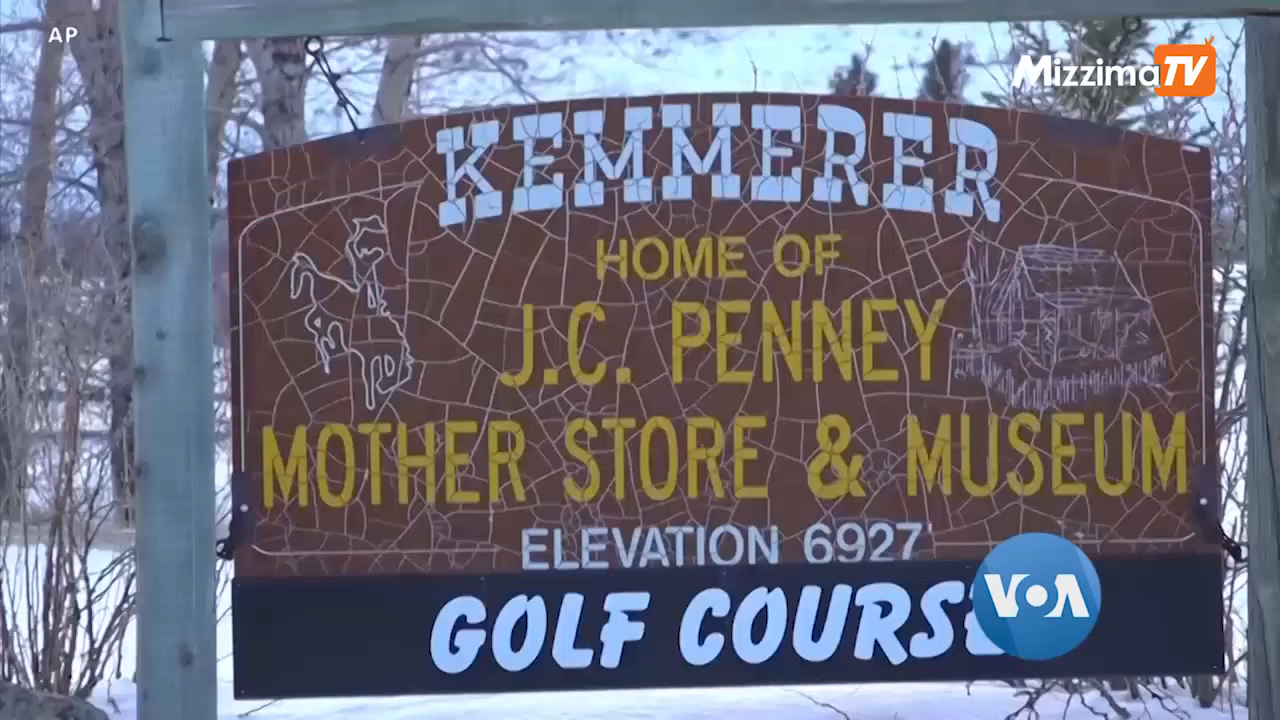 AP
MizzimaTV
KEMMERER
HOME OF
J.C. PENNEY
MOTHER STORE & MUSEUM
ELEVATION 6927
GOLF COURSE
VOA